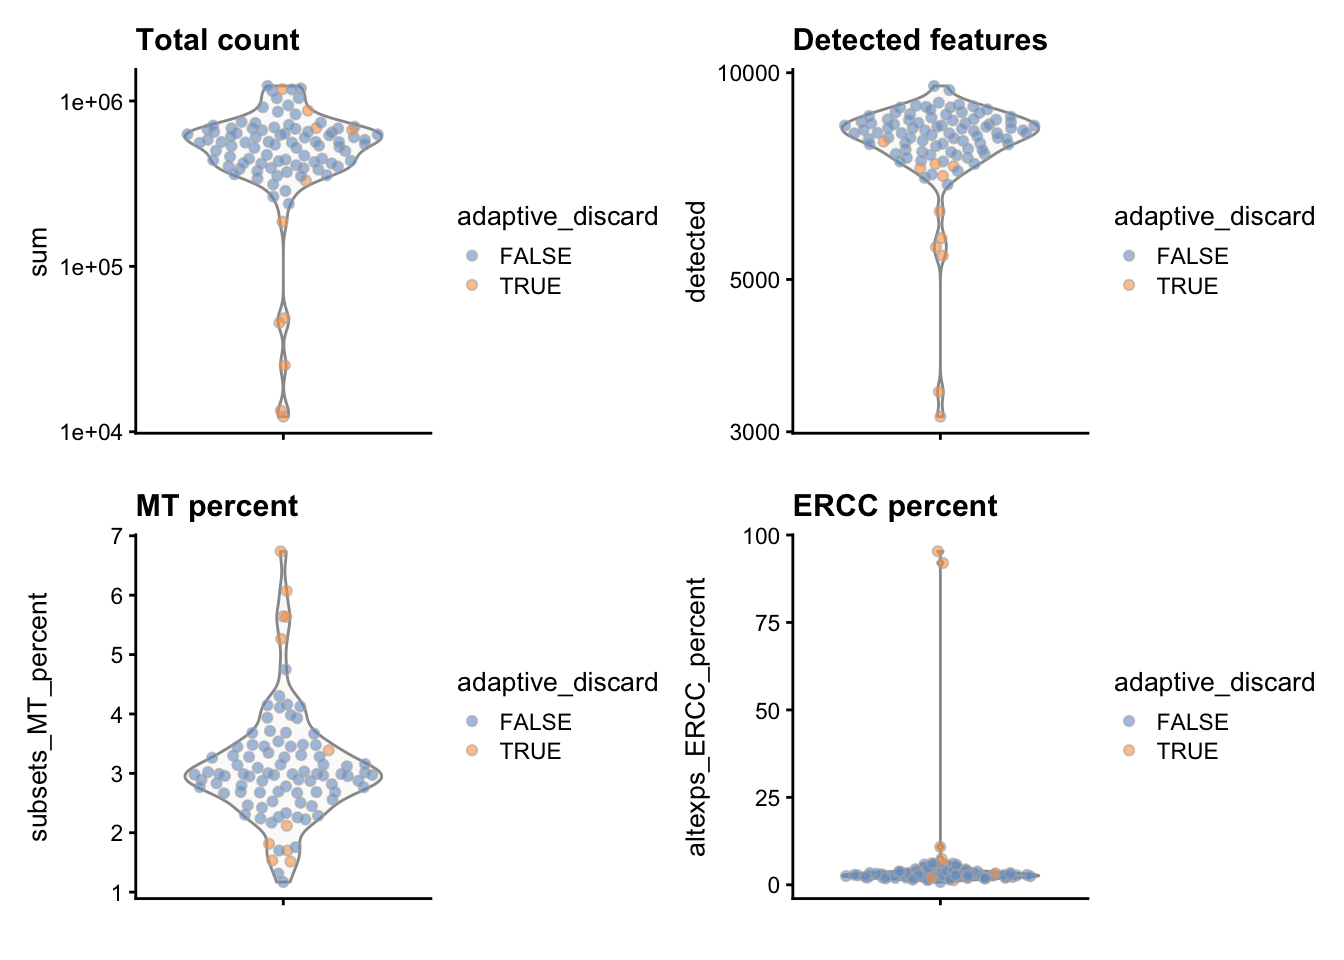 Total count
1e+06
1e+05
1e+04
sum
adaptive_discard
FALSE
TRUE
Detected features
10000
5000
3000
detected
adaptive_discard
FALSE
TRUE
MT percent
7
6
5
4
3
2
1
subsets_MT_percent
adaptive_discard
FALSE
TRUE
ERCC percent
100
75
50
25
0
altexps_ERCC_percent
adaptive_discard
FALSE
TRUE